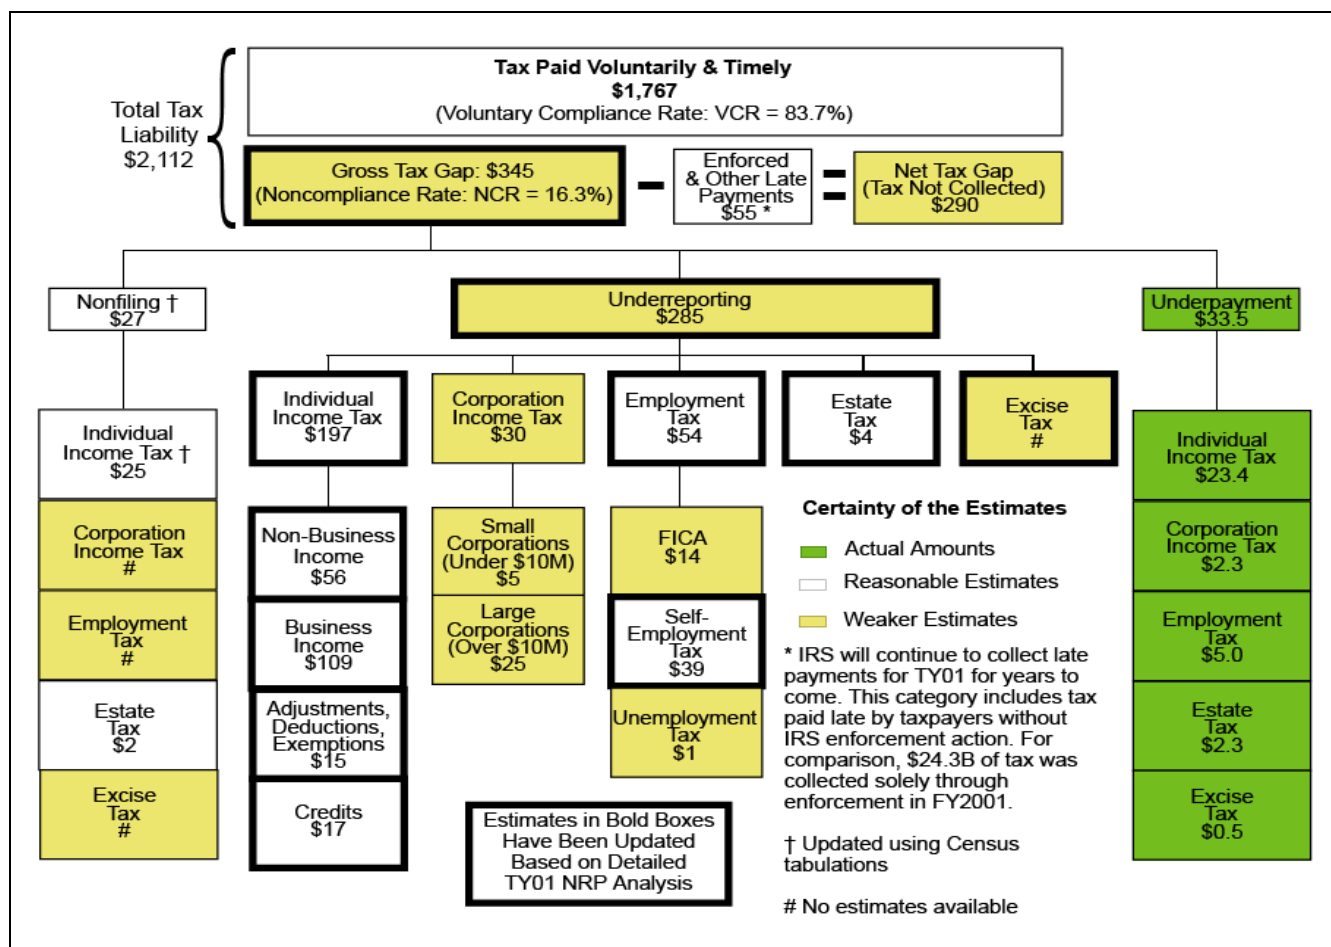 Tax Paid Voluntarily & Timely
$1,767
(Voluntary Compliance Rate: VCR = 83.7%)
Total Tax
Liability
$2,112
Gross Tax Gap: $345
(Noncompliance Rate: NCR = 16.3%)
Enforced
& Other Late
Payments
$55 *
Net Tax Gap
(Tax Not Collected)
$290
Nonfiling †
$27
Underreporting
$285
Underpayment
$33.5
Individual
Income Tax †
$25
Corporation
Income Tax
#
Employment
Tax
#
Estate
Tax
$2
Excise
Tax
#
Individual
Income Tax
$197
Non-Business
Income
$56
Business
Income
$109
Adjustments,
Deductions,
Exemptions
$15
Credits
$17
Corporation
Income Tax
$30
Small
Corporations
(Under $10M)
$5
Large
Corporations
(Over $10M)
$25
Employment
Tax
$54
FICA
$14
Self-
Employment
Tax
$39
Unemployment
Tax
$1
Estate
Tax
$4
Excise
Tax
#
Individual
Income Tax
$23.4
Corporation
Income Tax
$2.3
Employment
Tax
$5.0
Estate
Tax
$2.3
Excise
Tax
$0.5
Certainty of the Estimates
Actual Amounts
Reasonable Estimates
Weaker Estimates
* IRS will continue to collect late
payments for TY01 for years to
come. This category includes tax
paid late by taxpayers without
IRS enforcement action. For
comparison, $24.3B of tax was
collected solely through
enforcement in FY2001.
† Updated using Census
tabulations
# No estimates available
Estimates in Bold Boxes
Have Been Updated
Based on Detailed
TY01 NRP Analysis